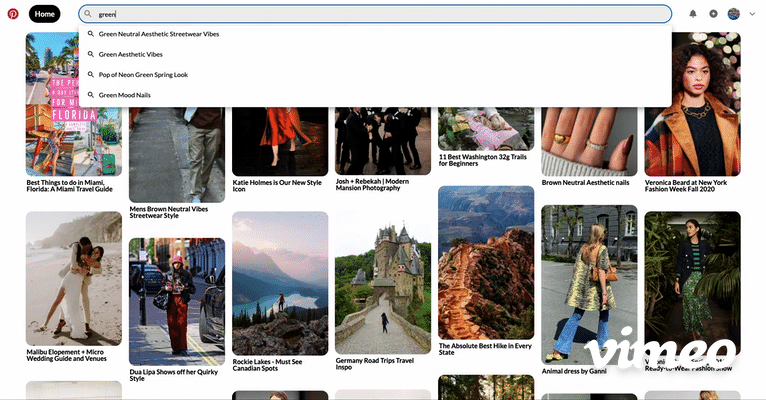 Home
green
Green Neutral Aesthetic Streetwear Vibes
Green Aesthetic Vibes
Pop of Neon Green Spring Look
Green Mood Nails
FOR MI
FLORIDA
Best Things to do in Miami,
Florida: A Miami Travel Guide
Mens Brown Neutral Vibes
Streetwear Style
Katie Holmes is Our New Style
Icon
Josh + Rebekah | Modern
Mansion Photography
11 Best Washington 32g Trails
for Beginners
Brown Neutral Aesthetic nails
Veronica Beard at New York
Fashion Week Fall 2020
Malibu Elopement + Micro
Wedding Guide and Venues
Dua Lipa Shows off her Quirky
Style
Rockie Lakes - Must See
Canadian Spots
Germany Road Trips Travel
Inspo
The Absolute Best Hike in Every
State
Animal dress by Ganni
Ready-to-Wear Fashion Show
vimeo